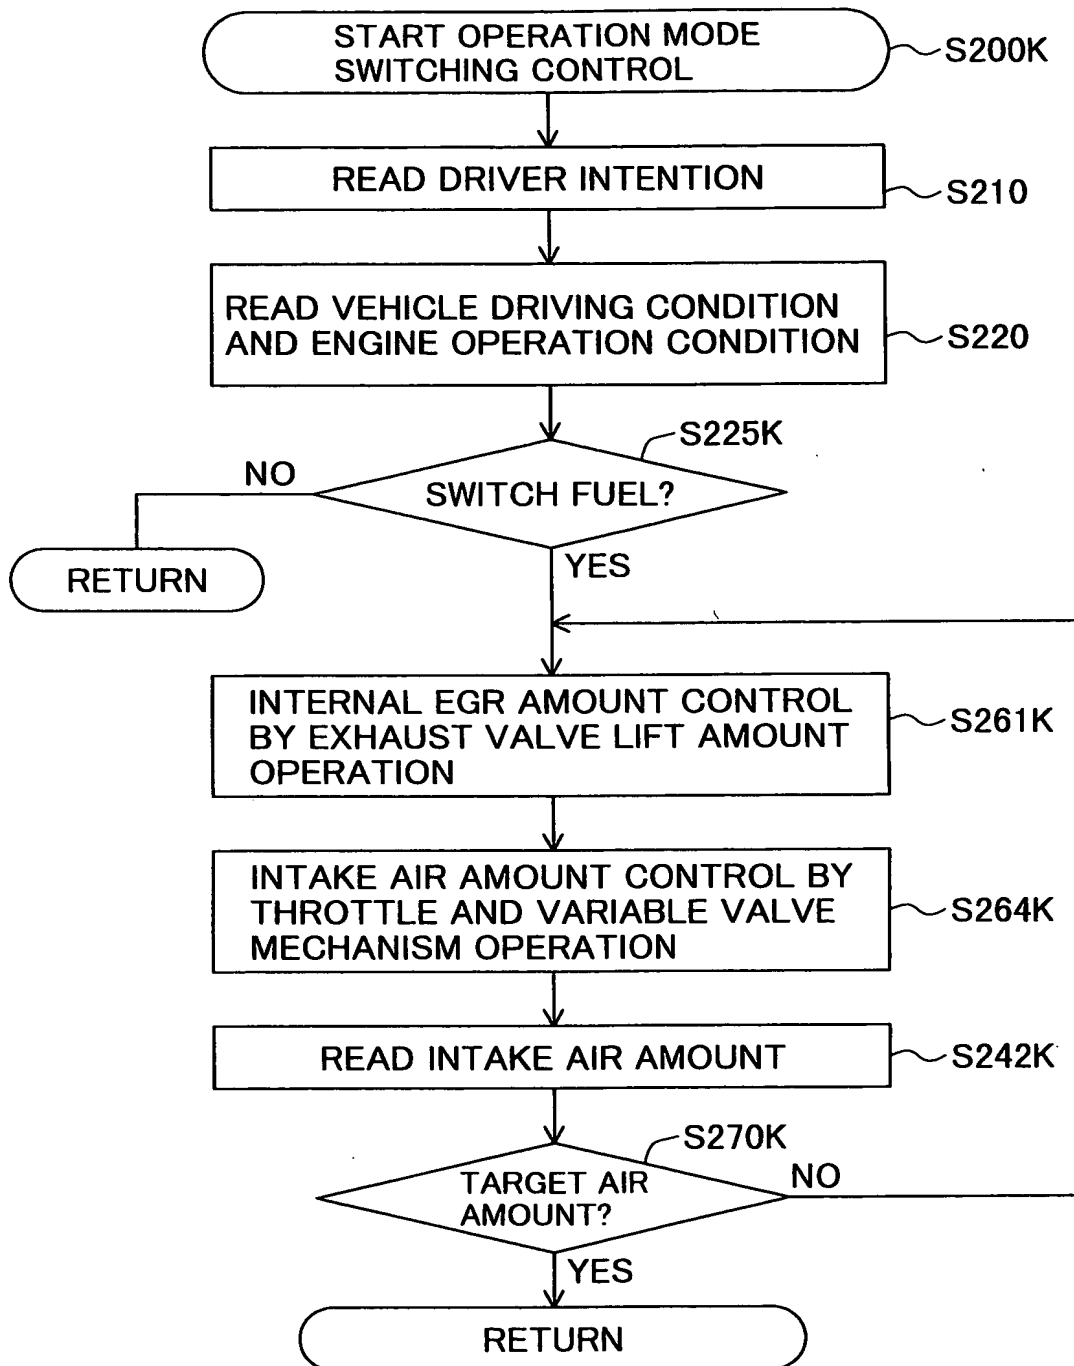 START OPERATION MODE
SWITCHING CONTROL
S200K
READ DRIVER INTENTION
S210
READ VEHICLE DRIVING CONDITION
AND ENGINE OPERATION CONDITION
S220
S225K
NO
SWITCH FUEL?
RETURN
YES
INTERNAL EGR AMOUNT CONTROL
BY EXHAUST VALVE LIFT AMOUNT
OPERATION
S261K
INTAKE AIR AMOUNT CONTROL BY
THROTTLE AND VARIABLE VALVE
MECHANISM OPERATION
S264K
READ INTAKE AIR AMOUNT
S242K
S270K
TARGET AIR
AMOUNT?
NO
YES
RETURN